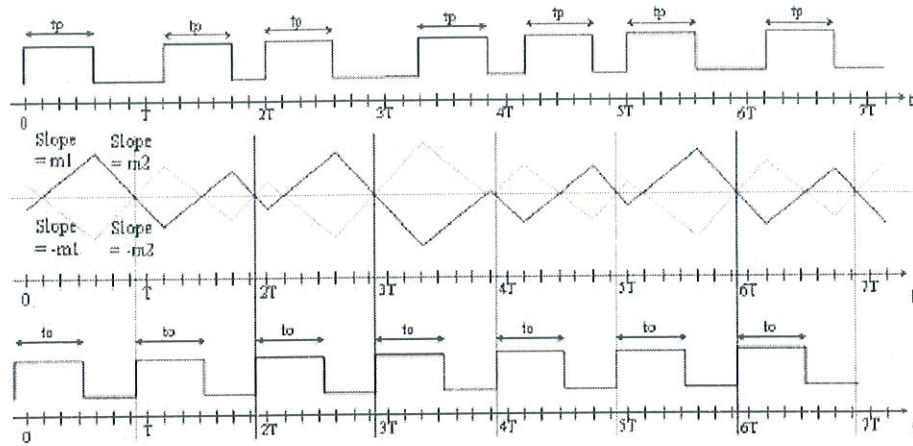 tp tp tp tp tp tp tp
0 T 2T 3T 4T 5T 6T 7T t
Slope = m1
Slope = m2
Slope = -m1
Slope = -m2
0 T 2T 3T 4T 5T 6T 7T
to to to to to to to
0 T 2T 3T 4T 5T 6T 7T